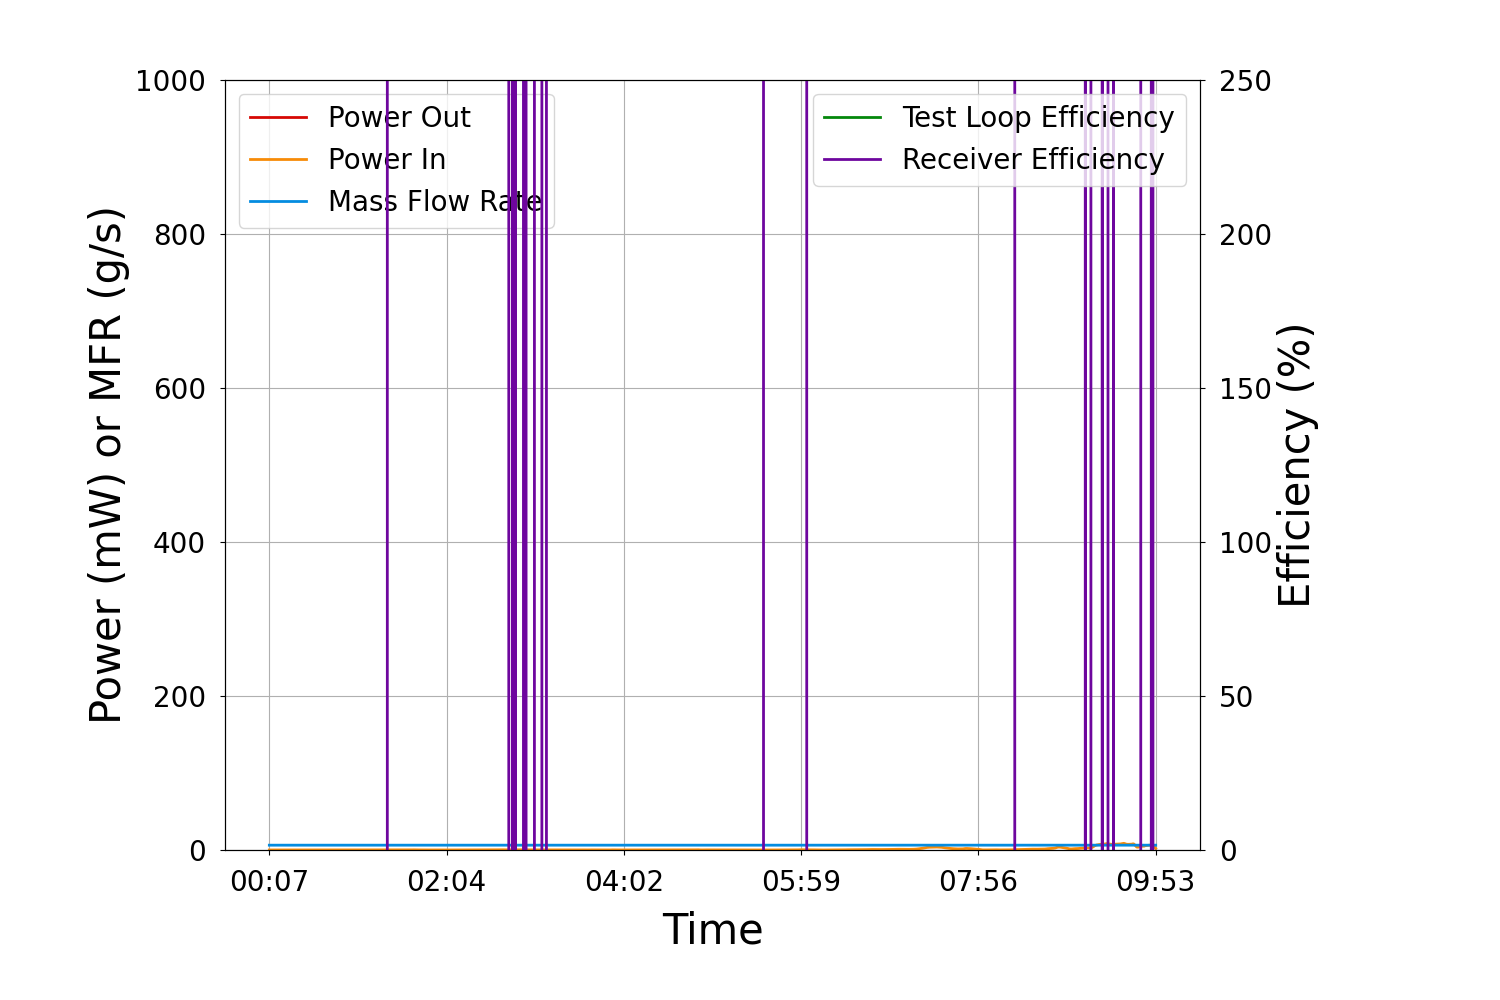 1000
800
600
400
200
0
Power (mW) or MFR (g/s)
Power Out
Power In
Mass Flow Rate
Test Loop Efficiency
Receiver Efficiency
250
200
150
100
50
0
Efficiency (%)
00:07 02:04 04:02 05:59 07:56 09:53
Time